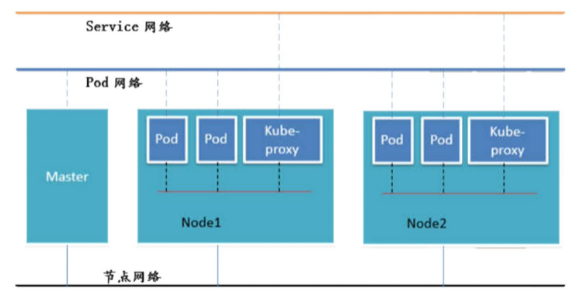 Service 网络
Pod 网络
Master
Pod
Pod
Kube-
proxy
Node1
Pod
Pod
Kube-
proxy
Node2
节点网络